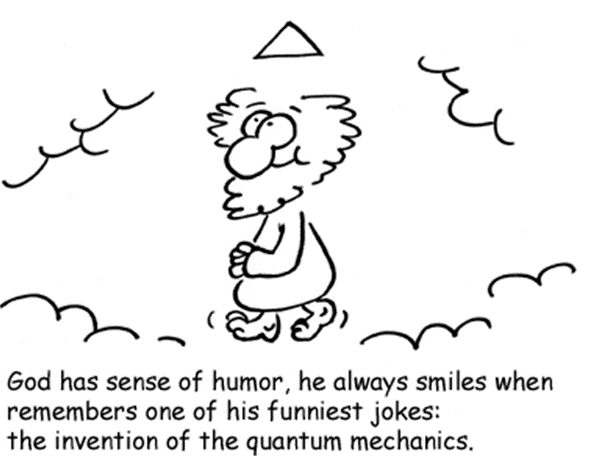 God has sense of humor, he always smiles when
remembers one of his funniest jokes:
the invention of the quantum mechanics.